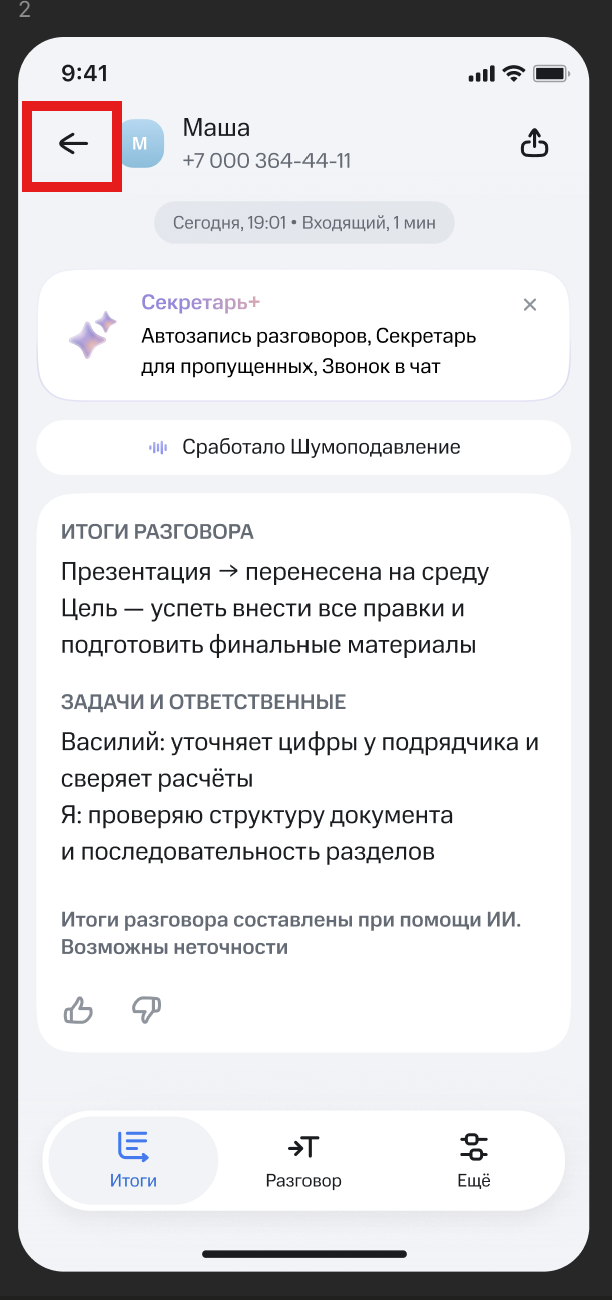 2
9:41
М
Маша
+7 000 364-44-11
Сегодня, 19:01 • Входящий, 1 мин
Секретарь+
Автозапись разговоров, Секретарь
для пропущенных, Звонок в чат
Сработало Шумоподавление
ИТОГИ РАЗГОВОРА
Презентация → перенесена на среду
Цель — успеть внести все правки и
подготовить финальные материалы
ЗАДАЧИ И ОТВЕТСТВЕННЫЕ
Василий: уточняет цифры у подрядчика и
сверяет расчёты
Я: проверяю структуру документа
и последовательность разделов
Итоги разговора составлены при помощи ИИ.
Возможны неточности
Итоги
Разговор
Ещё